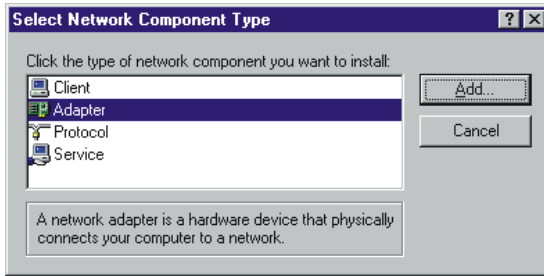 Select Network Component Type
Click the type of network component you want to install:
Client
Adapter
Protocol
Service
Add...
Cancel
A network adapter is a hardware device that physically
connects your computer to a network.